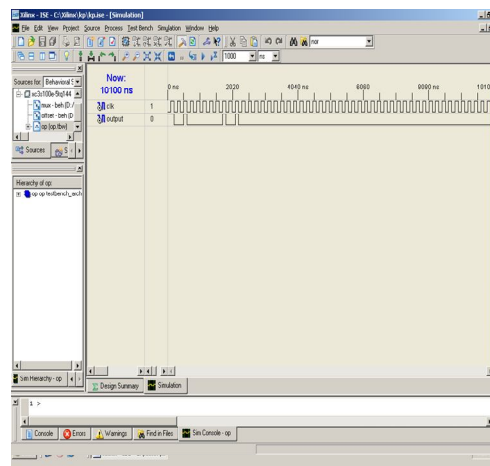 Xilinx - ISE - C:\Xilinx\kp\kp.ise - [Simulation]
File Edit View Project Source Process Test Bench Simulation Window Help
nor
1000 ns
Sources for: Behavioral S
xc3s100e-5tq144
mux - beh (D:/
offset - beh (D
op (op.tbw)
Sources S
Now:
10100 ns
0 ns 2020 4040 ns 6060 8080 ns 1010
clk 1
output 0
Hierarchy of op:
op op testbench_arch
Sim Hierarchy - op
Design Summary Simulation
1 >
Console Errors Warnings Find in Files Sim Console - op